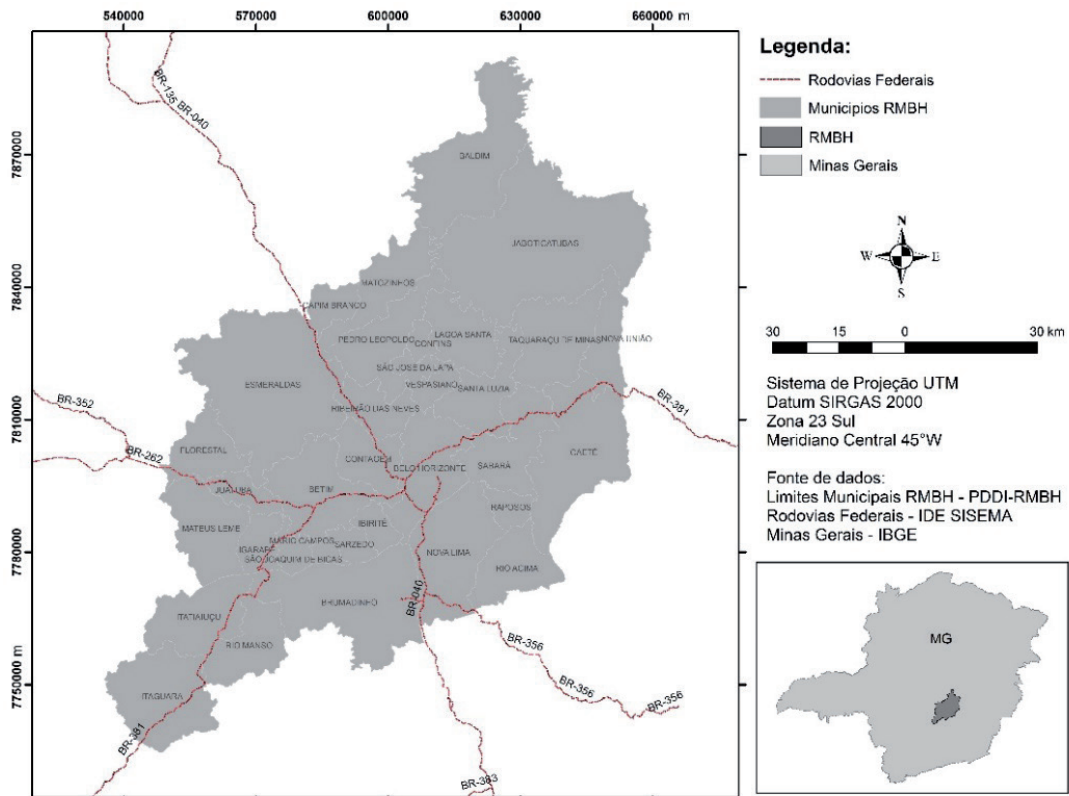 540000 570000 600000 630000 660000 m
7870000
7840000
7810000
7780000
7750000 m
BR-135
BR-040
BALDIM
JABOTICATUBAS
MATOZINHOS
CAPIM BRANCO
PEDRO LEOPOLDO
LAGOA SANTA
CONFINS
TAQUARAÇU DE MINAS
NOVA UNIÃO
SÃO JOSE DA LAPA
ESMERALDAS
VESPASIANO
SANTA LUZIA
RIBEIRÃO DAS NEVES
BR-381
BR-352
FLORESTAL
BR-262
CONTAGEM
BELO HORIZONTE
SABARÁ
CAETÉ
JUATUBA
BETIM
RAPOSOS
MATEUS LEME
IBIRITÉ
MARIO CAMPOS
SARZEDO
IGARAPÉ
SÃO JOAQUIM DE BICAS
NOVA LIMA
RIO ACIMA
BRUMADINHO
BR-040
ITATIAIUÇU
RIO MANSO
BR-356
BR-356
BR-356
ITAGUARA
BR-381
BR-383
Legenda:
Rodovias Federais
Municipios RMBH
RMBH
Minas Gerais
N
W E
S
30 15 0 30 km
Sistema de Projeção UTM
Datum SIRGAS 2000
Zona 23 Sul
Meridiano Central 45°W
Fonte de dados:
Limites Municipais RMBH - PDDI-RMBH
Rodovias Federais - IDE SISEMA
Minas Gerais - IBGE
MG